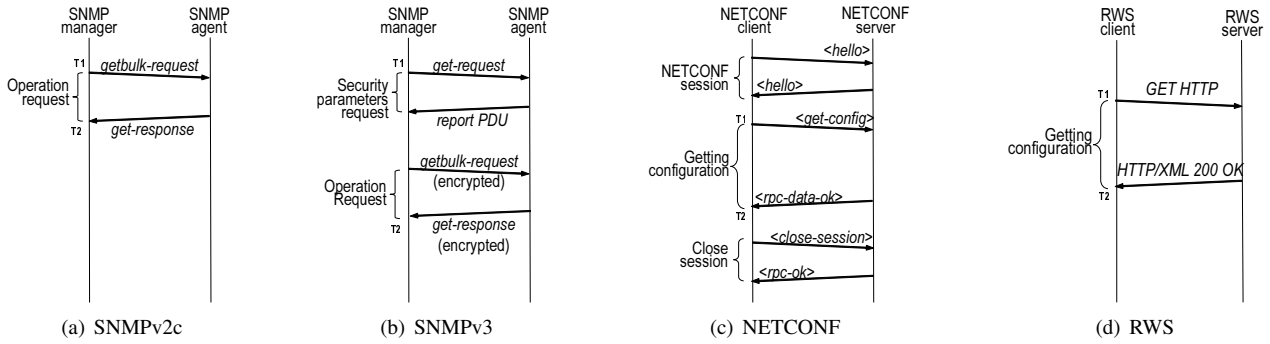 SNMP
manager
SNMP
agent
T1
getbulk-request
Operation
request
T2
get-response
(a) SNMPv2c
SNMP
manager
SNMP
agent
T1
get-request
Security
parameters
request
report PDU
getbulk-request
(encrypted)
Operation
Request
T2
get-response
(encrypted)
(b) SNMPv3
NETCONF
client
NETCONF
server
<hello>
NETCONF
session
<hello>
T1
<get-config>
Getting
configuration
<rpc-data-ok>
T2
<close-session>
Close
session
<rpc-ok>
(c) NETCONF
RWS
client
RWS
server
T1
GET HTTP
Getting
configuration
HTTP/XML 200 OK
T2
(d) RWS